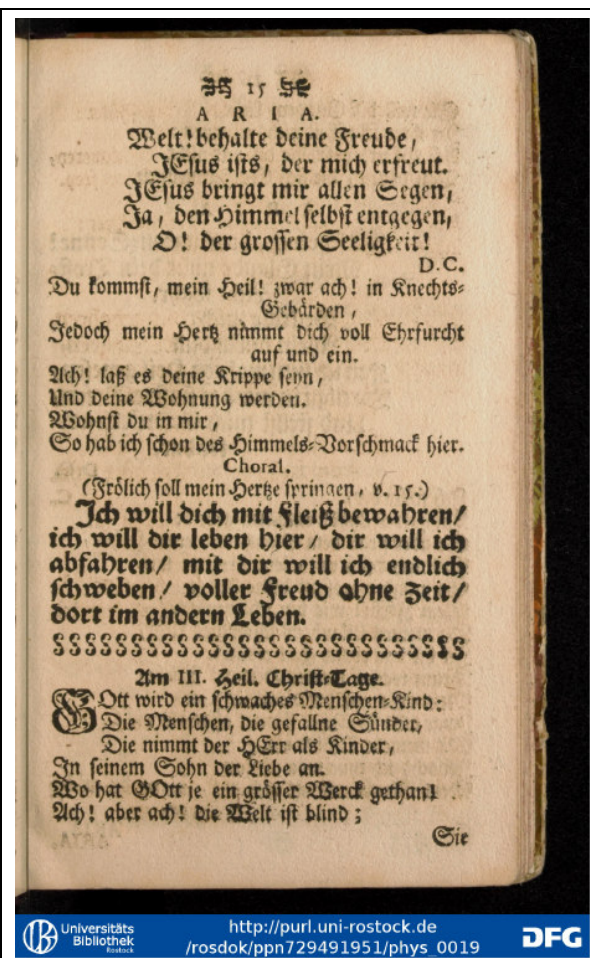 15
ARIA.
Welt! behalte deine Freude,
JEsus ists, der mich erfreut.
JEsus bringt mir allen Segen,
Ja, den Himmel selbst entgegen,
O! der grossen Seeligkeit!
D.C.
Du kommst, mein Heil! zwar ach! in Knechts-
Gebärden,
Jedoch mein Hertz nimmt dich voll Ehrfurcht
auf und ein.
Ach! laß es deine Krippe seyn,
Und deine Wohnung werden.
Wohnst du in mir,
So hab ich schon des Himmels-Vorschmack hier.
Choral.
(Frölich soll mein Hertze springen, v. 15.)
Ich will dich mit Fleiß bewahren/
ich will dir leben hier/ dir will ich
abfahren/ mit dir will ich endlich
schweben/ voller Freud ohne Zeit/
dort im andern Leben.
Am III. Heil. Christ-Tage.
GOtt wird ein schwaches Menschen-Kind:
Die Menschen, die gefallne Sünder,
Die nimmt der HErr als Kinder,
In seinem Sohn der Liebe an.
Wo hat GOtt je ein grösser Werck gethan!
Ach! aber ach! die Welt ist blind;
Sie
Universitäts
Bibliothek
Rostock
http://purl.uni-rostock.de
/rosdok/ppn729491951/phys_0019
DFG